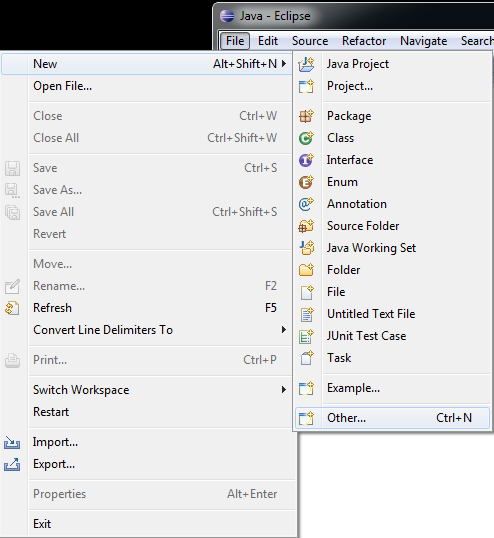 Java - Eclipse
File Edit Source Refactor Navigate Search
New Alt+Shift+N
Open File...
Close Ctrl+W
Close All Ctrl+Shift+W
Save Ctrl+S
Save As...
Save All Ctrl+Shift+S
Revert
Move...
Rename... F2
Refresh F5
Convert Line Delimiters To
Print... Ctrl+P
Switch Workspace
Restart
Import...
Export...
Properties Alt+Enter
Exit
Java Project
Project...
Package
Class
Interface
Enum
Annotation
Source Folder
Java Working Set
Folder
File
Untitled Text File
JUnit Test Case
Task
Example...
Other... Ctrl+N